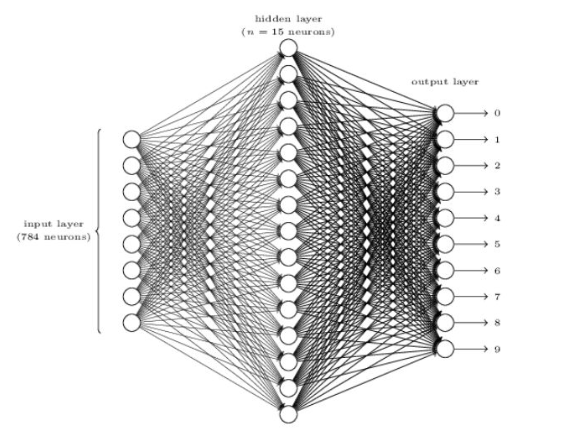 hidden layer
(n = 15 neurons)
output layer
0
1
2
3
4
input layer
(784 neurons)
5
6
7
8
9